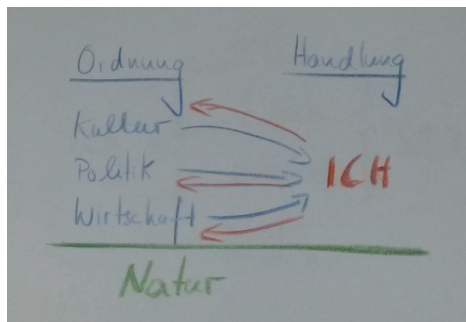 Ordnung
Handlung
Kultur
Politik
ICH
Wirtschaft
Natur